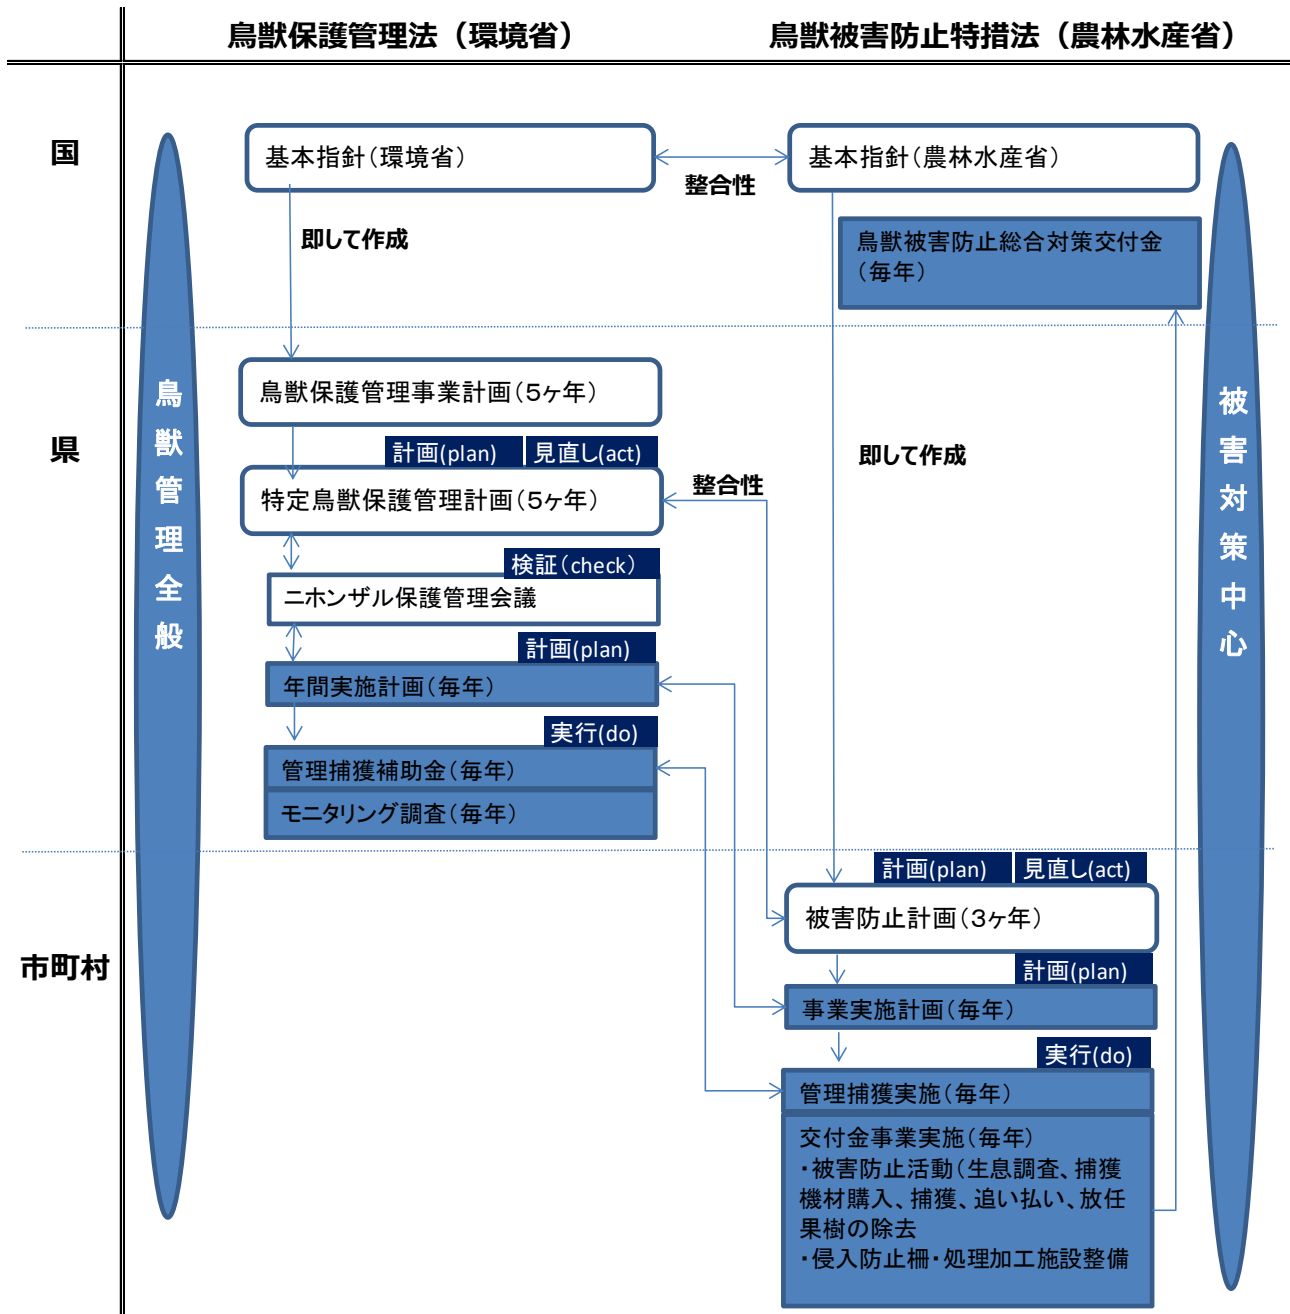 鳥獣保護管理法（環境省）
鳥獣被害防止特措法（農林水産省）
国
基本指針（環境省）
整合性
基本指針（農林水産省）
即して作成
鳥獣被害防止総合対策交付金
（毎年）
県
鳥獣管理全般
鳥獣保護管理事業計画（５ヶ年）
計画(plan)
見直し(act)
特定鳥獣保護管理計画（５ヶ年）
整合性
即して作成
被害対策中心
検証（check）
ニホンザル保護管理会議
計画(plan)
年間実施計画（毎年）
実行(do)
管理捕獲補助金（毎年）
モニタリング調査（毎年）
市町村
計画(plan)
見直し(act)
被害防止計画（３ヶ年）
計画(plan)
事業実施計画（毎年）
実行(do)
管理捕獲実施（毎年）
交付金事業実施（毎年）
・被害防止活動（生息調査、捕獲
機材購入、捕獲、追い払い、放任
果樹の除去
・侵入防止柵・処理加工施設整備